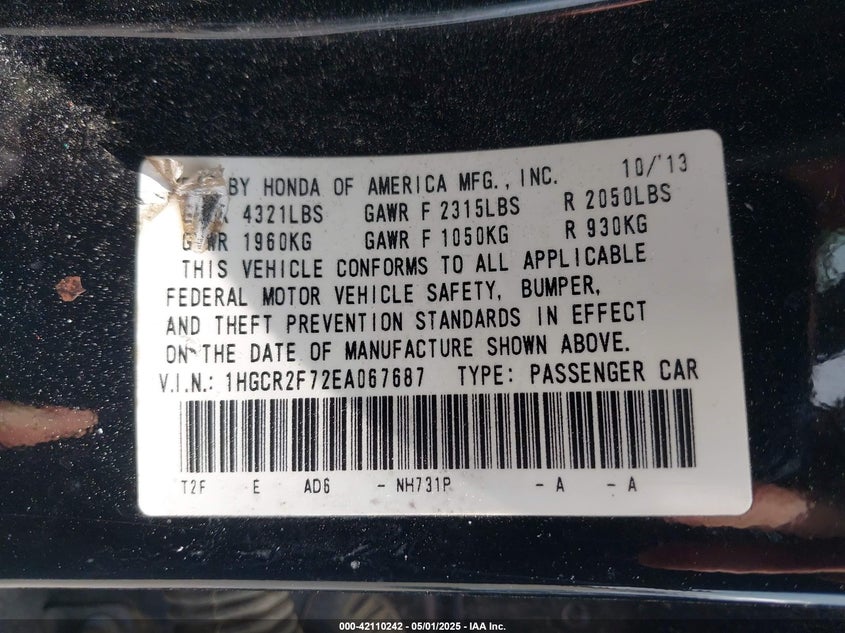 BY HONDA OF AMERICA MFG., INC. 10/'13
4321LBS GAWR F 2315LBS R 2050LBS
1960KG GAWR F 1050KG R 930KG
THIS VEHICLE CONFORMS TO ALL APPLICABLE
FEDERAL MOTOR VEHICLE SAFETY, BUMPER,
AND THEFT PREVENTION STANDARDS IN EFFECT
ON THE DATE OF MANUFACTURE SHOWN ABOVE.
V.I.N.: 1HGCR2F72EA067687 TYPE: PASSENGER CAR
T2F E AD6 - NH731P - A - A
000-42110242 - 05/01/2025 - IAA Inc.